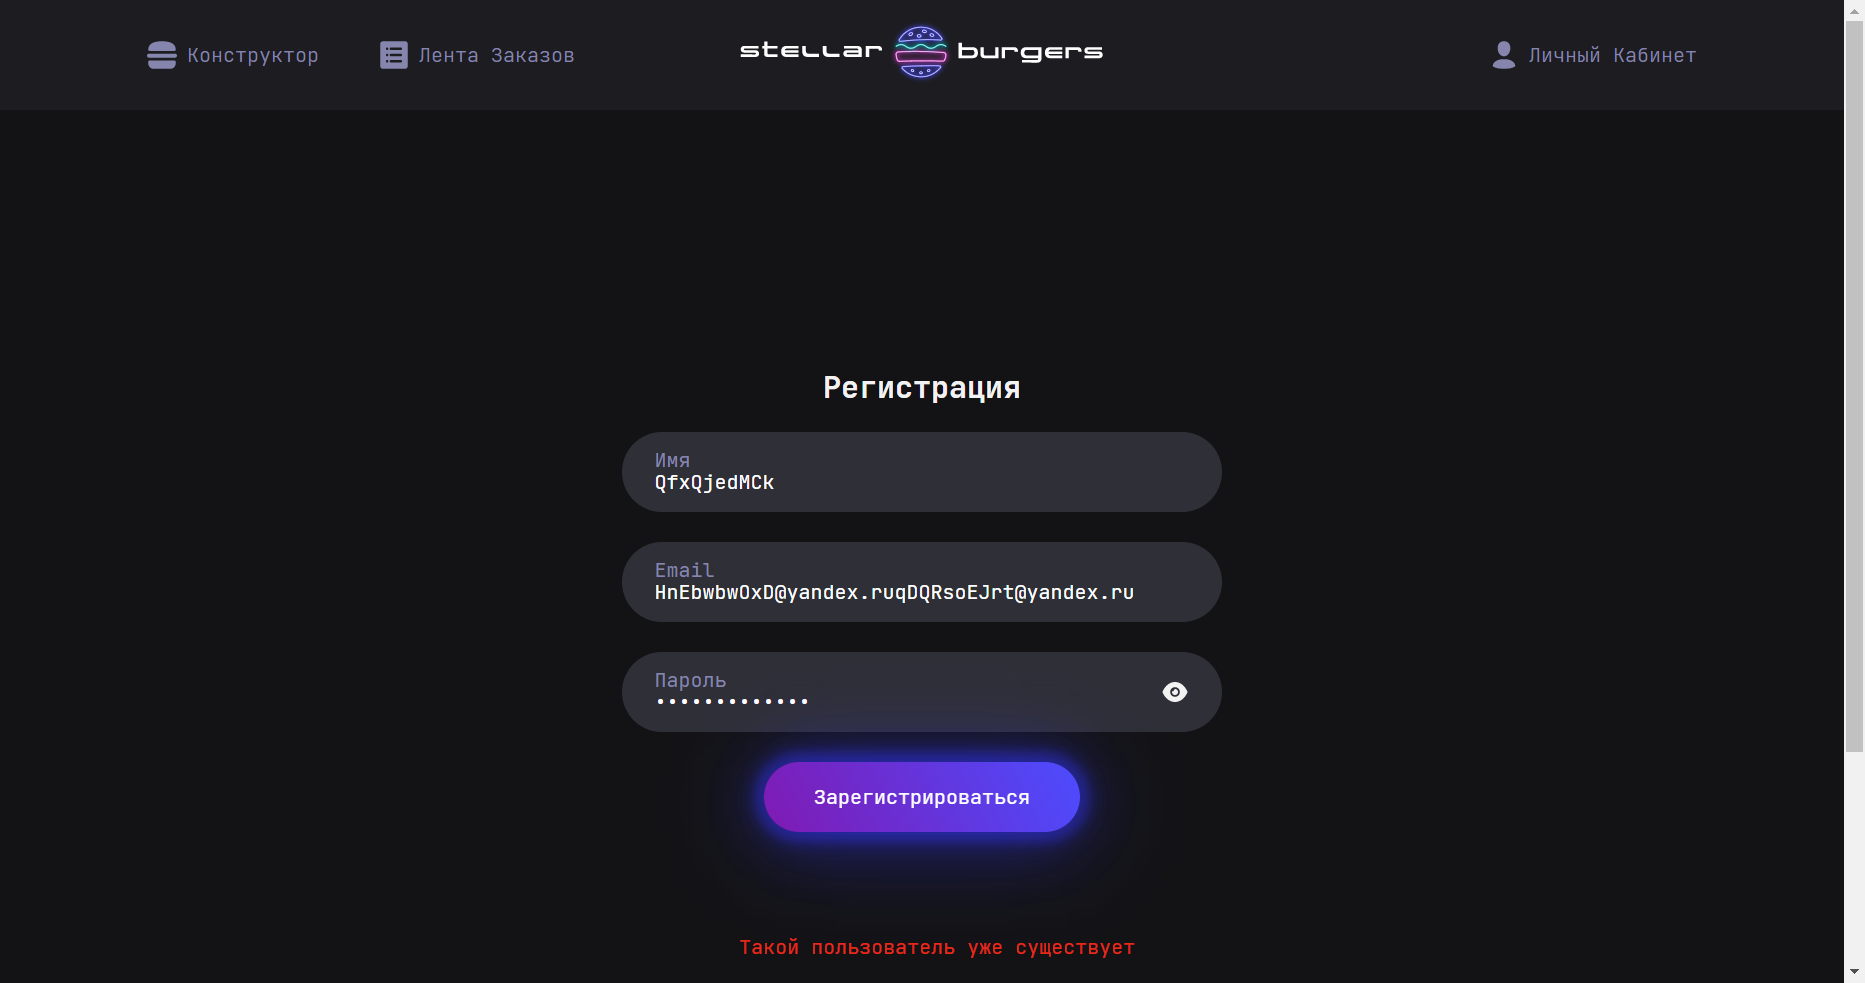 Конструктор
Лента Заказов
stellar burgers
Личный Кабинет
Регистрация
Имя
QfxQjedMCk
Email
HnEbwbwOxD@yandex.ruqDQRsoEJrt@yandex.ru
Пароль
•••••••••••••
Зарегистрироваться
Такой пользователь уже существует